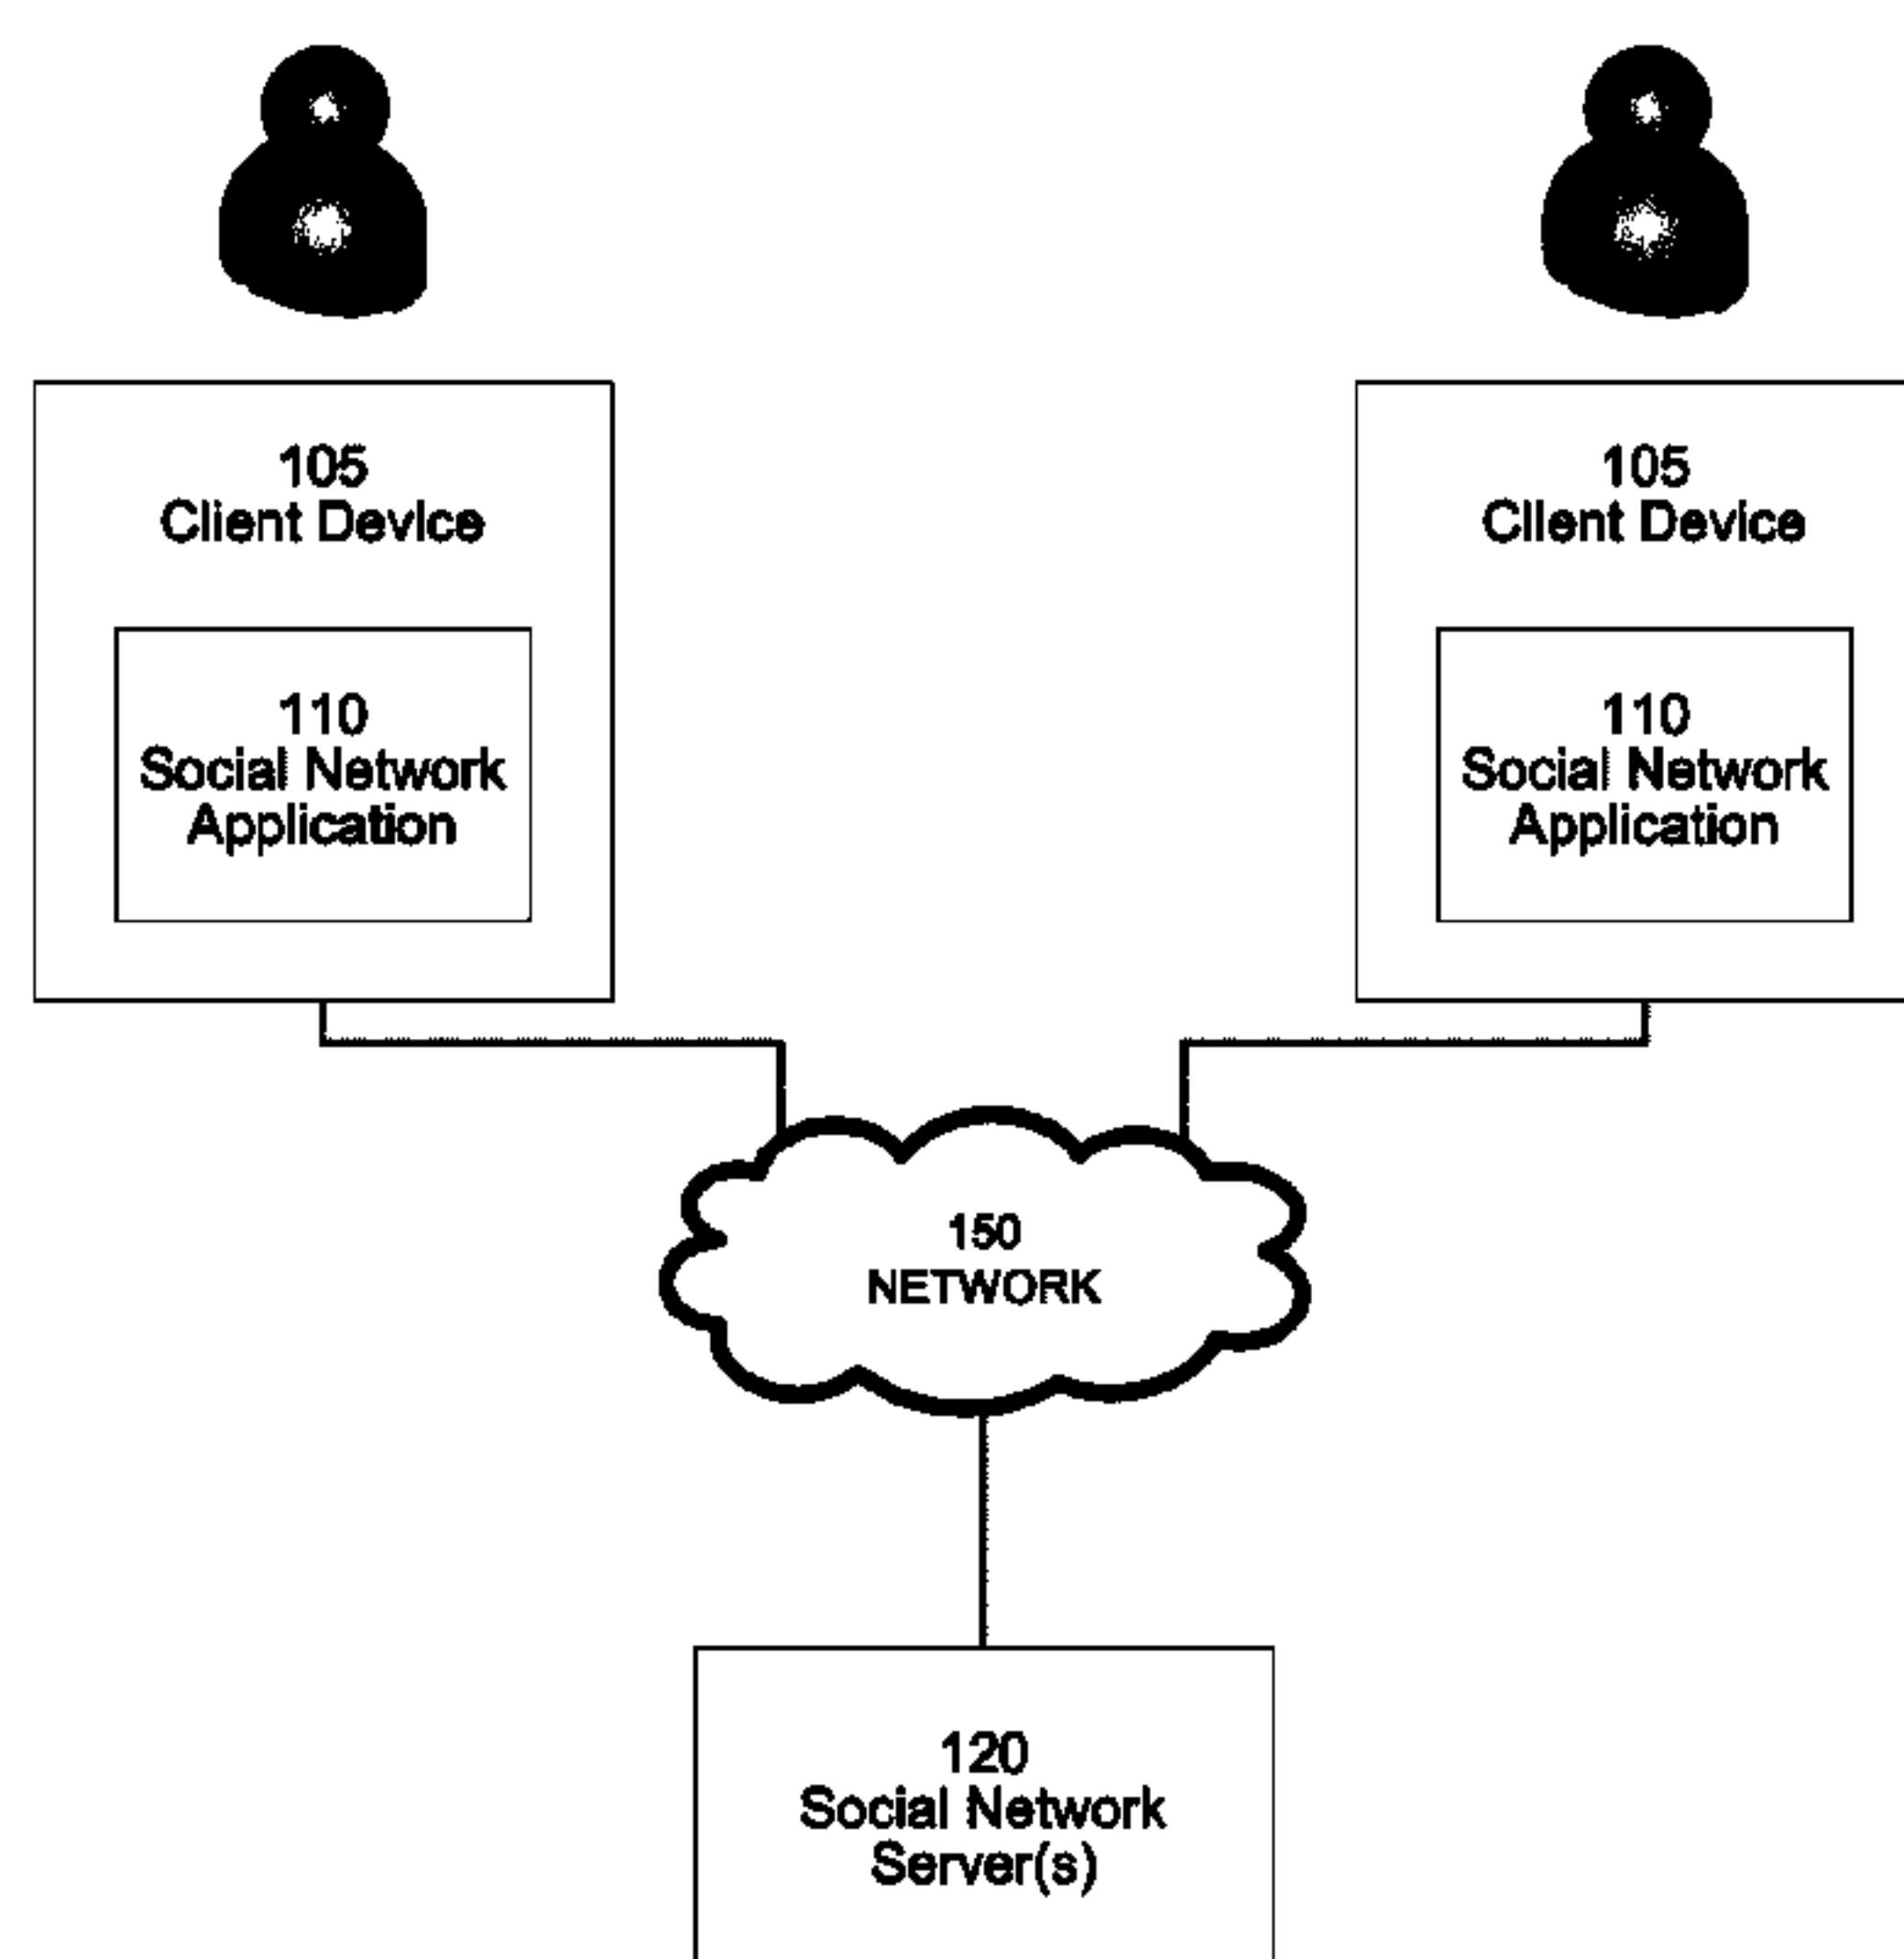 105
Client Device
110
Social Network
Application
105
Client Device
110
Social Network
Application
150
NETWORK
120
Social Network
Server(s)